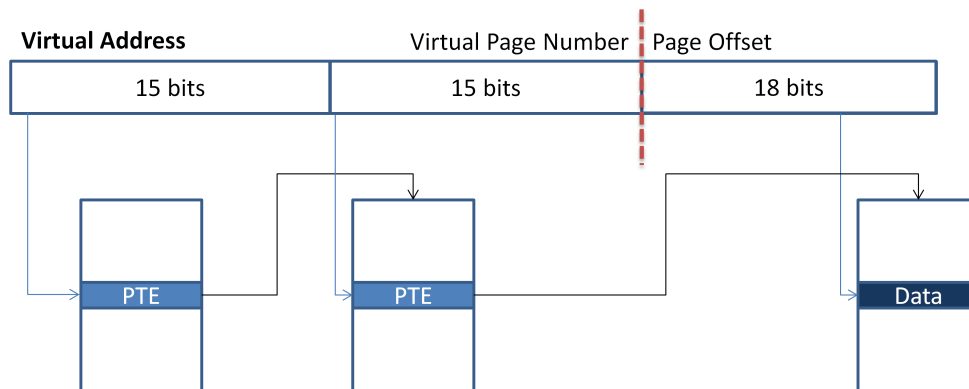 Virtual Address
Virtual Page Number
Page Offset
15 bits
15 bits
18 bits
PTE
PTE
Data